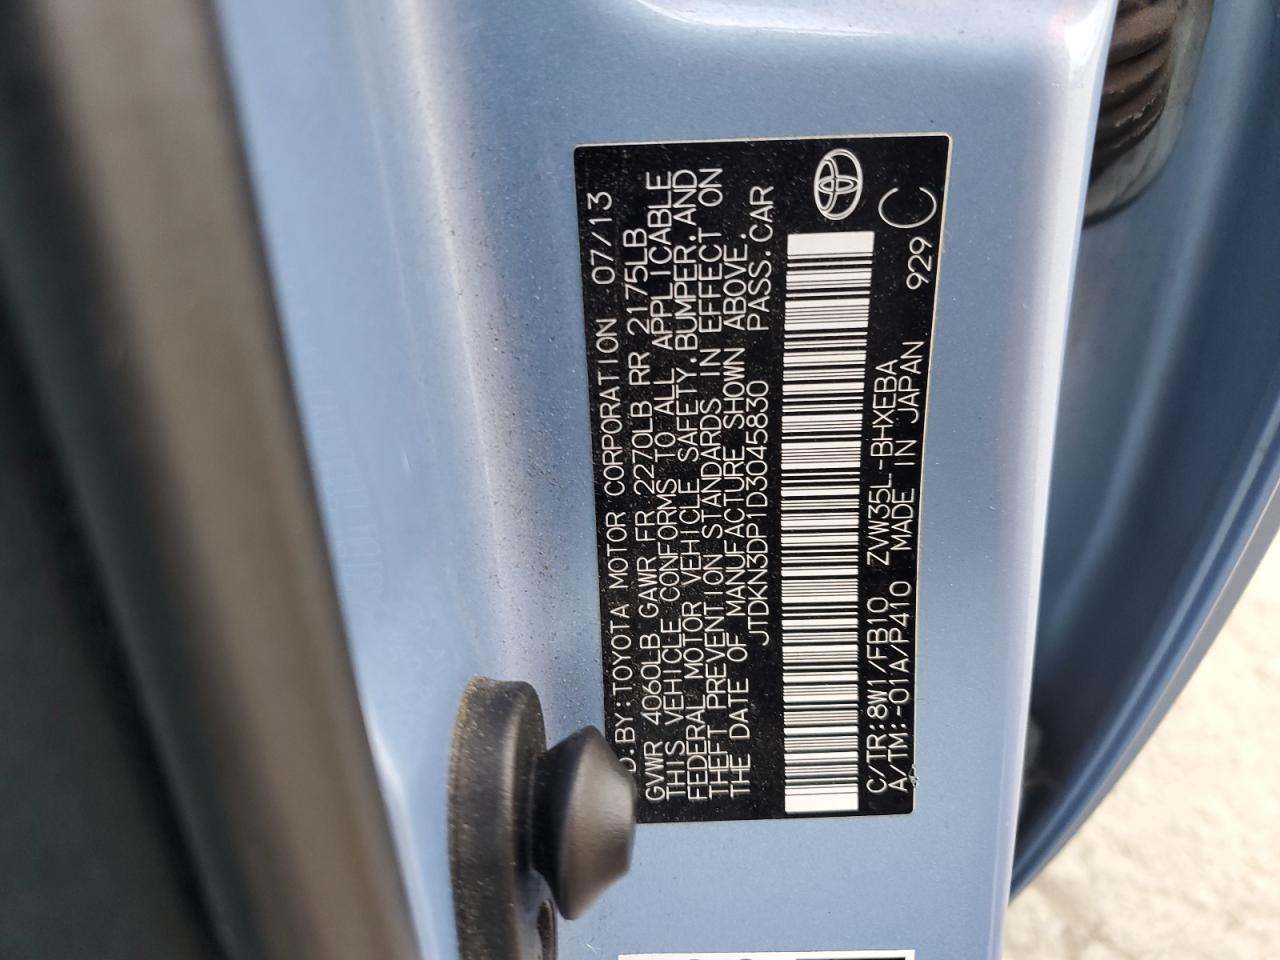 D.BY:TOYOTA MOTOR CORPORATION 07/13
GVWR 4060LB GAWR FR 2270LB RR 2175LB
THIS VEHICLE CONFORMS TO ALL APPLICABLE
FEDERAL MOTOR VEHICLE SAFETY,BUMPER,AND
THEFT PREVENTION STANDARDS IN EFFECT ON
THE DATE OF MANUFACTURE SHOWN ABOVE.
JTDKN3DP1D3045830 PASS.CAR
C/TR:8W1/FB10 ZVW35L-BHXEBA 929 C
A/TM:-01A/P410 MADE IN JAPAN